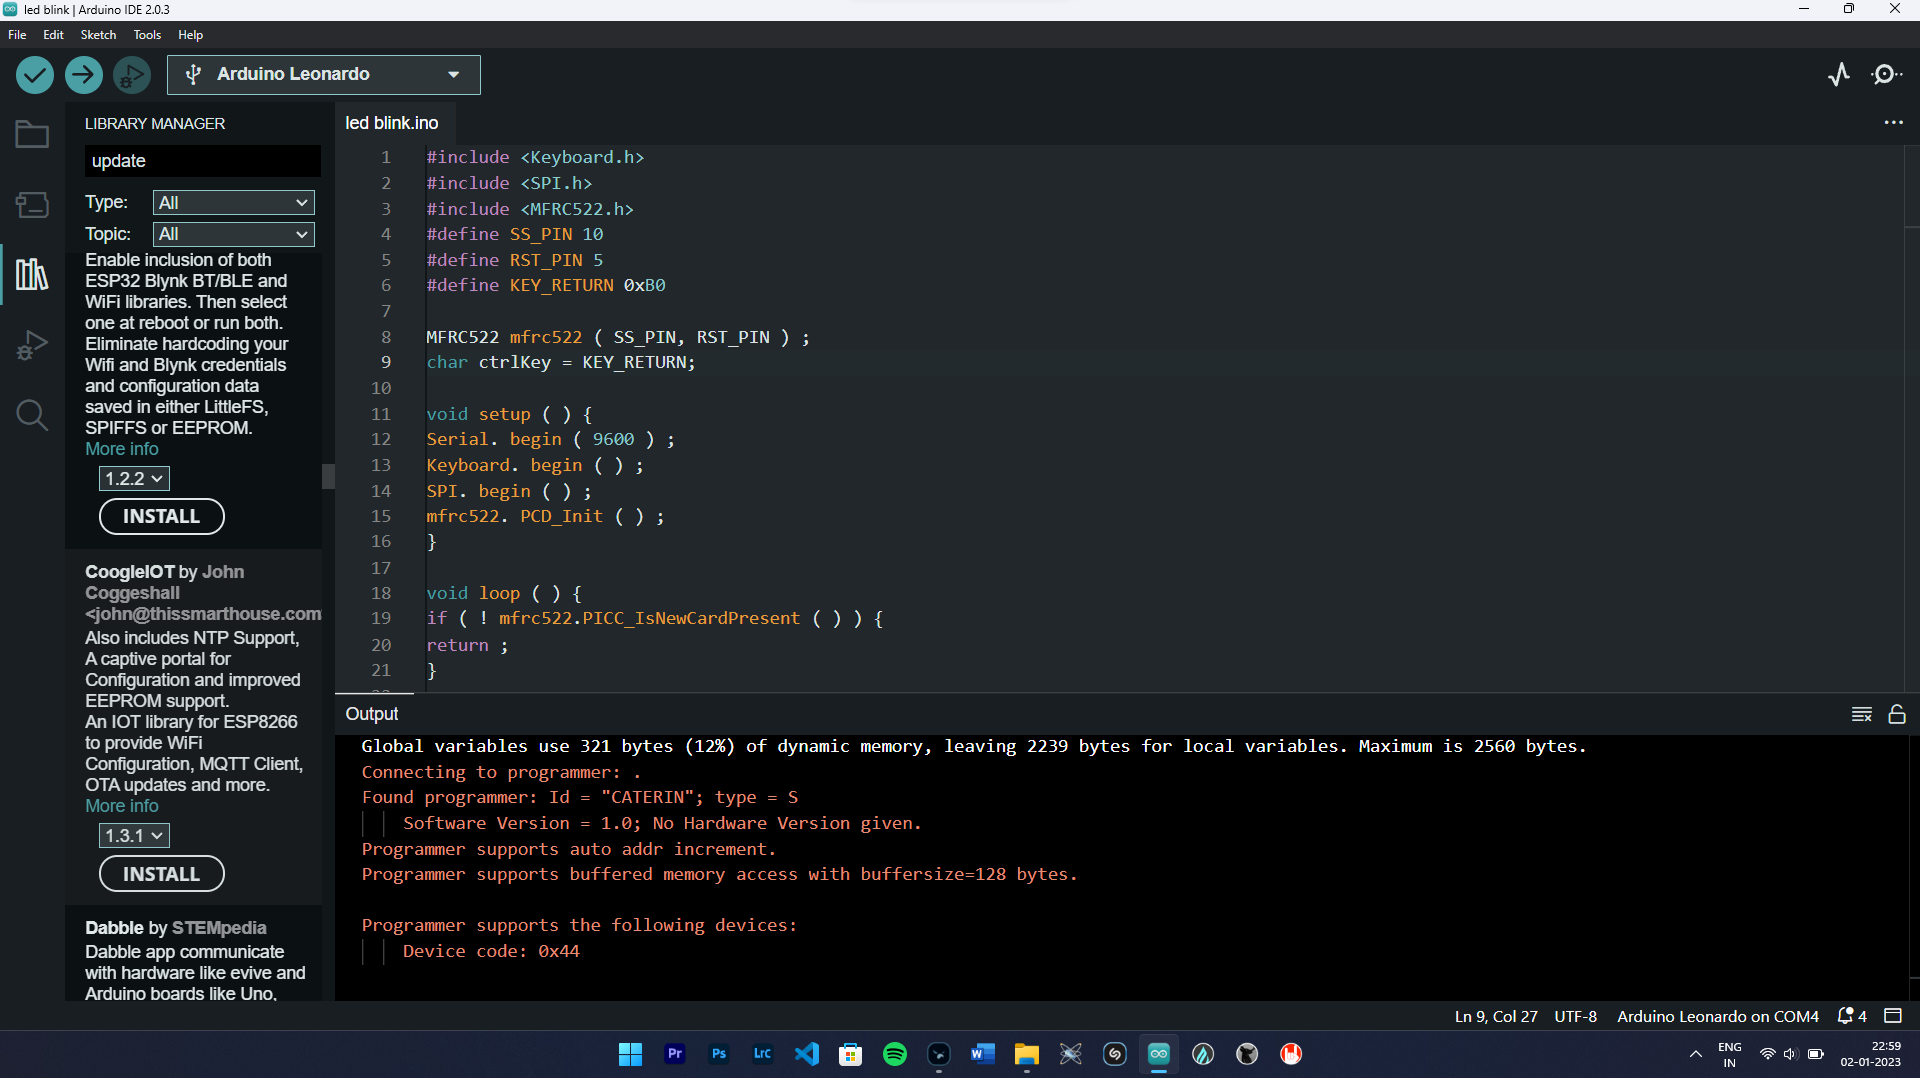 led blink | Arduino IDE 2.0.3
File Edit Sketch Tools Help
Arduino Leonardo
LIBRARY MANAGER
update
Type: All
Topic: All
Enable inclusion of both
ESP32 Blynk BT/BLE and
WiFi libraries. Then select
one at reboot or run both.
Eliminate hardcoding your
Wifi and Blynk credentials
and configuration data
saved in either LittleFS,
SPIFFS or EEPROM.
More info
1.2.2
INSTALL
CoogleIOT by John
Coggeshall
<john@thissmarthouse.com
Also includes NTP Support,
A captive portal for
Configuration and improved
EEPROM support.
An IOT library for ESP8266
to provide WiFi
Configuration, MQTT Client,
OTA updates and more.
More info
1.3.1
INSTALL
Dabble by STEMpedia
Dabble app communicate
with hardware like evive and
Arduino boards like Uno,
led blink.ino
1 #include <Keyboard.h>
2 #include <SPI.h>
3 #include <MFRC522.h>
4 #define SS_PIN 10
5 #define RST_PIN 5
6 #define KEY_RETURN 0xB0
7
8 MFRC522 mfrc522 ( SS_PIN, RST_PIN ) ;
9 char ctrlKey = KEY_RETURN;
10
11 void setup ( ) {
12 Serial. begin ( 9600 ) ;
13 Keyboard. begin ( ) ;
14 SPI. begin ( ) ;
15 mfrc522. PCD_Init ( ) ;
16 }
17
18 void loop ( ) {
19 if ( ! mfrc522.PICC_IsNewCardPresent ( ) ) {
20 return ;
21 }
Output
Global variables use 321 bytes (12%) of dynamic memory, leaving 2239 bytes for local variables. Maximum is 2560 bytes.
Connecting to programmer: .
Found programmer: Id = "CATERIN"; type = S
Software Version = 1.0; No Hardware Version given.
Programmer supports auto addr increment.
Programmer supports buffered memory access with buffersize=128 bytes.
Programmer supports the following devices:
Device code: 0x44
Ln 9, Col 27 UTF-8 Arduino Leonardo on COM4 4
Pr Ps LrC W
ENG
IN
22:59
02-01-2023